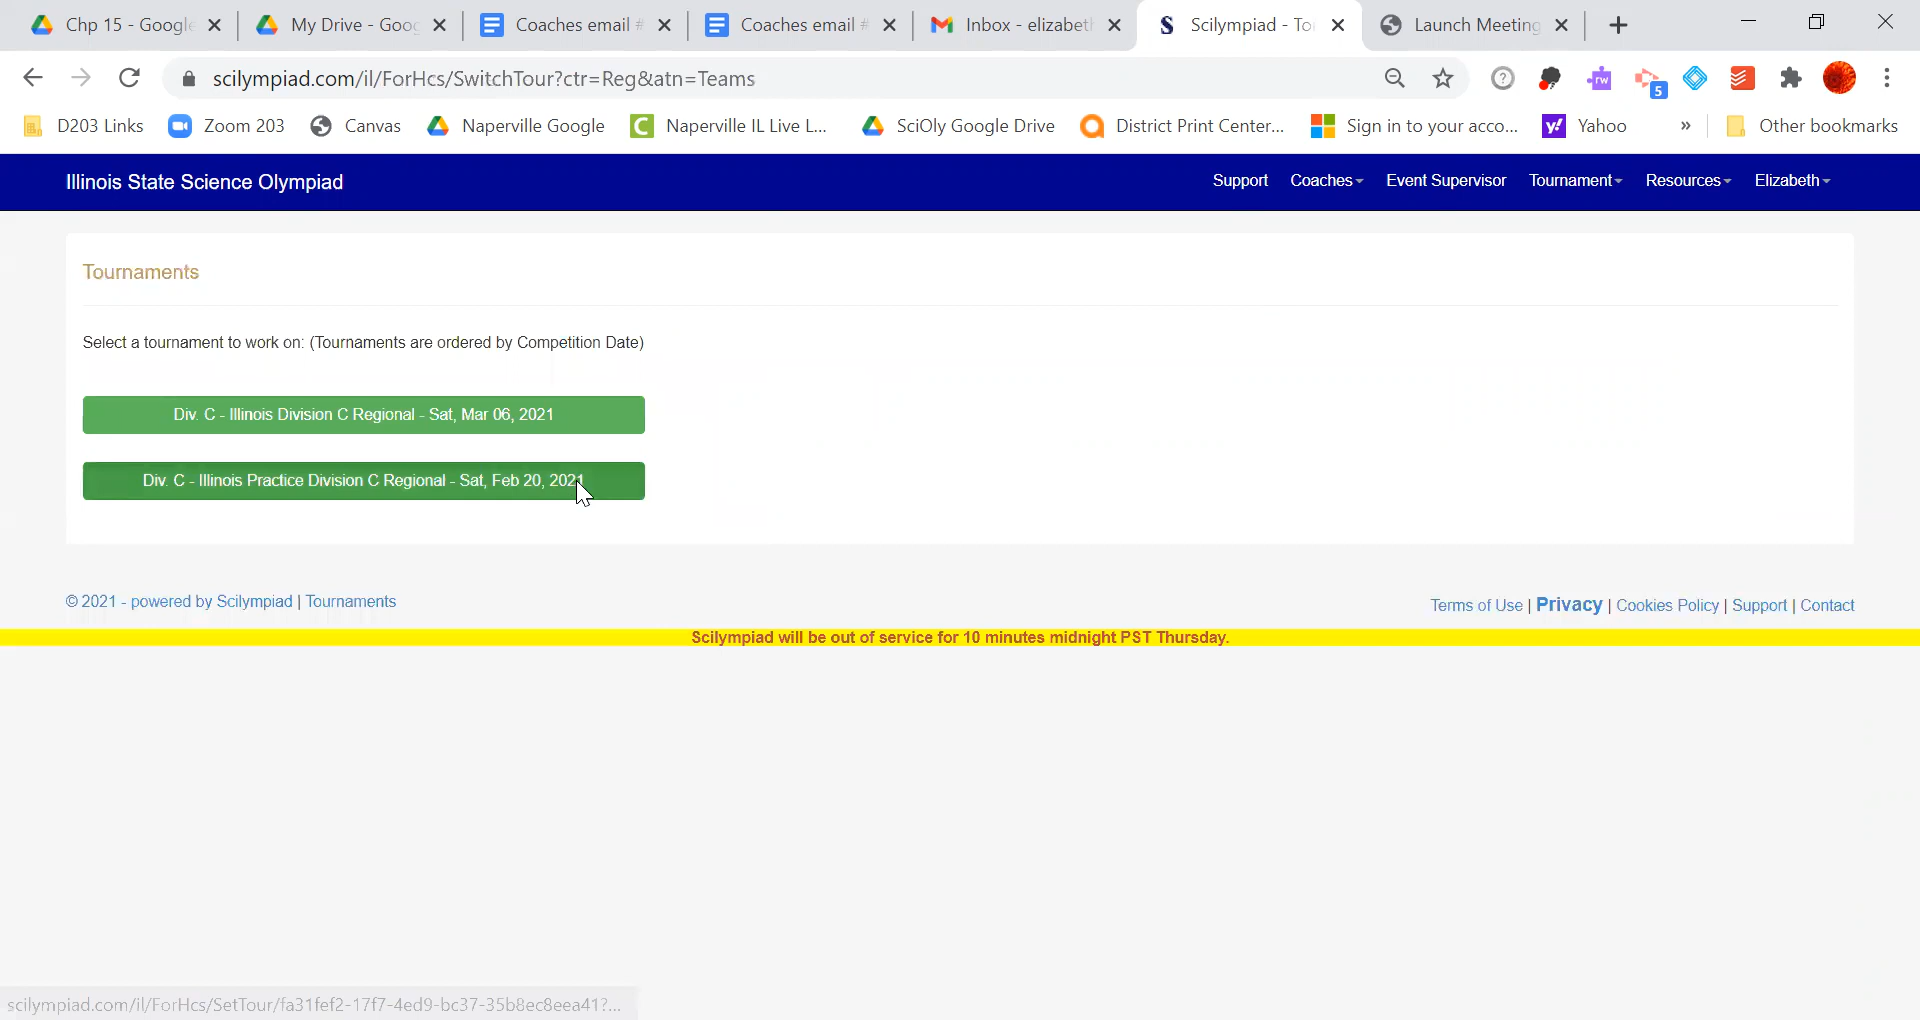 Chp 15 - Google
My Drive - Goog
Coaches email #
Coaches email #
Inbox - elizabeth
Scilympiad - To
Launch Meeting
scilympiad.com/il/ForHcs/SwitchTour?ctr=Reg&atn=Teams
rw
5
D203 Links
Zoom 203
Canvas
Naperville Google
Naperville IL Live L...
SciOly Google Drive
District Print Center...
Sign in to your acco...
Yahoo
»
Other bookmarks
Illinois State Science Olympiad
Support
Coaches
Event Supervisor
Tournament
Resources
Elizabeth
Tournaments
Select a tournament to work on: (Tournaments are ordered by Competition Date)
Div. C - Illinois Division C Regional - Sat, Mar 06, 2021
Div. C - Illinois Practice Division C Regional - Sat, Feb 20, 2021
© 2021 - powered by Scilympiad | Tournaments
Terms of Use | Privacy | Cookies Policy | Support | Contact
Scilympiad will be out of service for 10 minutes midnight PST Thursday.
scilympiad.com/il/ForHcs/SetTour/fa31fef2-17f7-4ed9-bc37-35b8ec8eea41?...